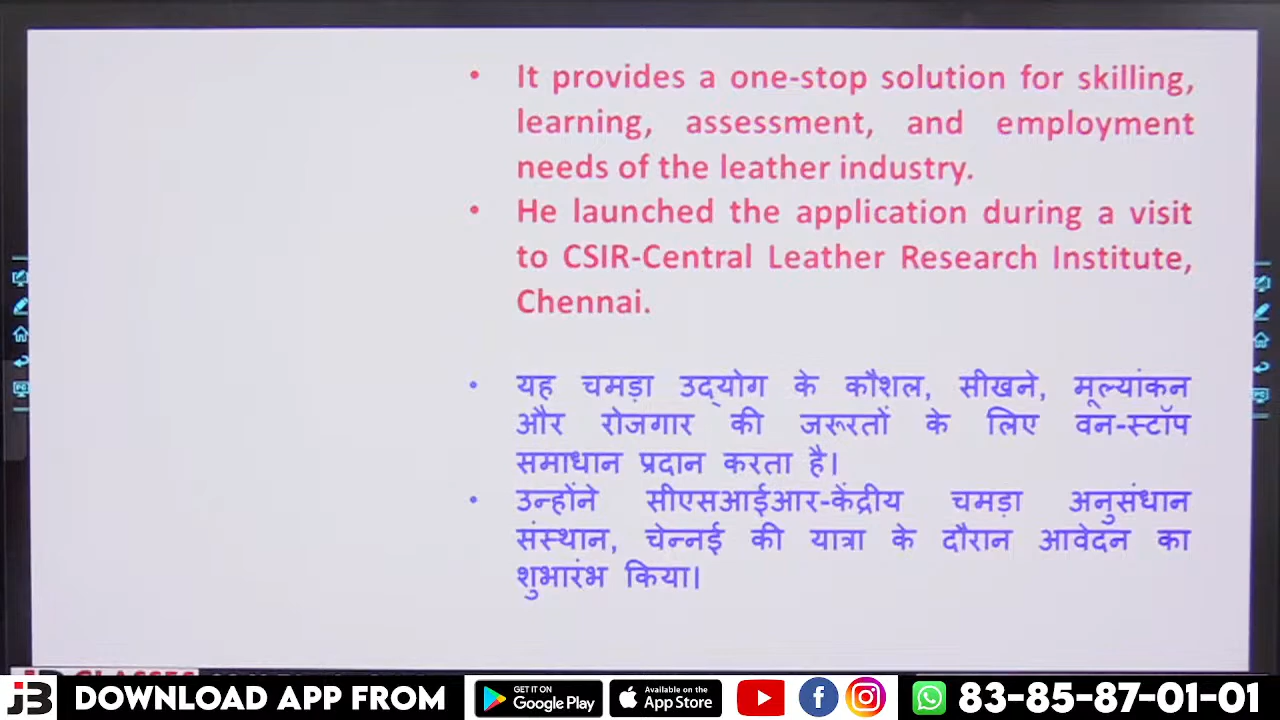 • It provides a one-stop solution for skilling,
learning, assessment, and employment
needs of the leather industry.
• He launched the application during a visit
to CSIR-Central Leather Research Institute,
Chennai.
• यह चमड़ा उद्योग के कौशल, सीखने, मूल्यांकन
और रोजगार की जरूरतों के लिए वन-स्टॉप
समाधान प्रदान करता है।
• उन्होंने सीएसआईआर-केंद्रीय चमड़ा अनुसंधान
संस्थान, चेन्नई की यात्रा के दौरान आवेदन का
शुभारंभ किया।
JB DOWNLOAD APP FROM GET IT ON Google Play Available on the App Store 83-85-87-01-01